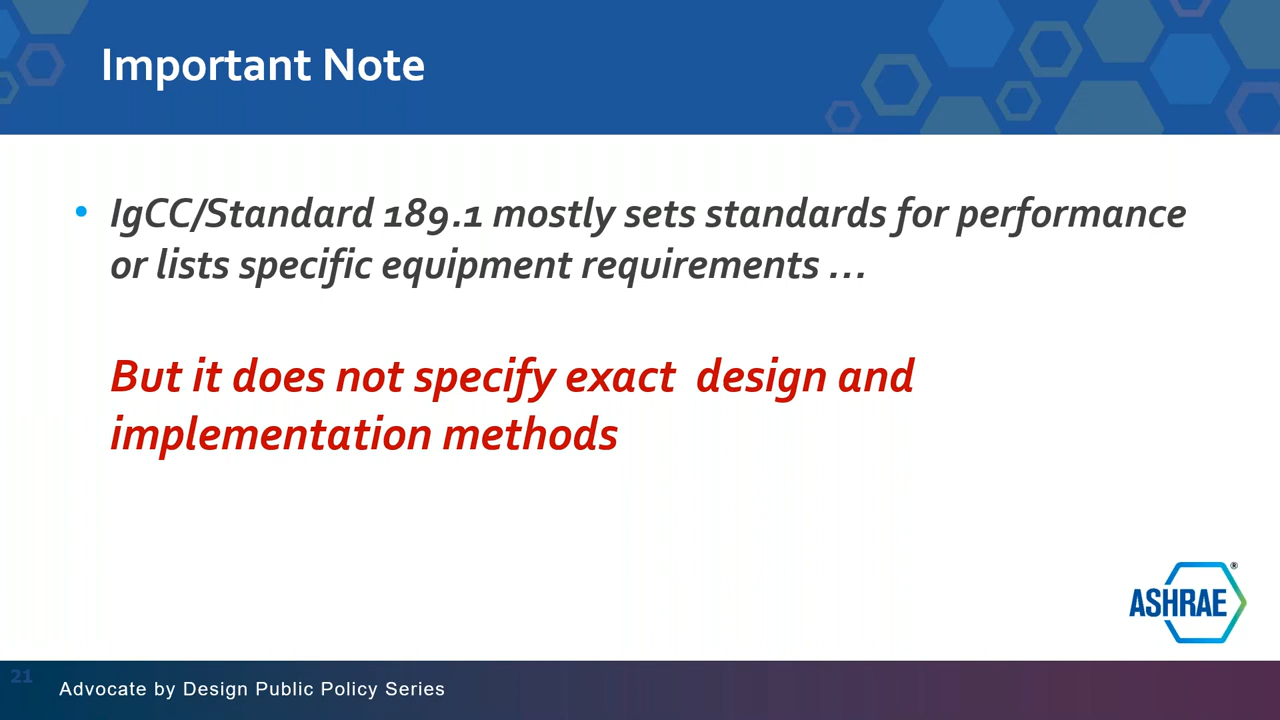 Important Note
• IgCC/Standard 189.1 mostly sets standards for performance
or lists specific equipment requirements ...
But it does not specify exact  design and
implementation methods
ASHRAE®
21
Advocate by Design Public Policy Series